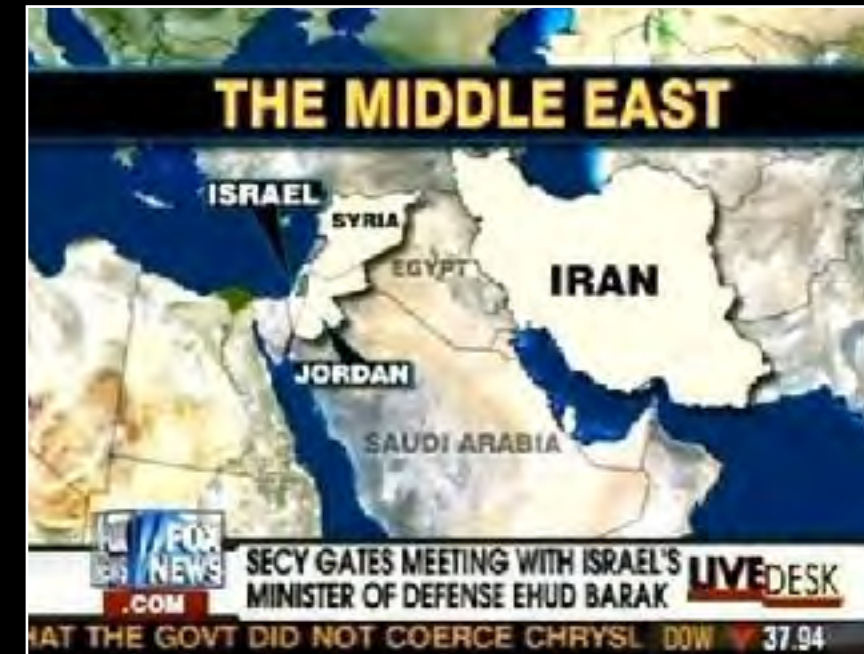 THE MIDDLE EAST
ISRAEL
SYRIA
EGYPT
IRAN
JORDAN
SAUDI ARABIA
FOX
NEWS
.COM
SECY GATES MEETING WITH ISRAEL'S
MINISTER OF DEFENSE EHUD BARAK
LIVEDESK
HAT THE GOVT DID NOT COERCE CHRYSL DOW ▼ 37.94